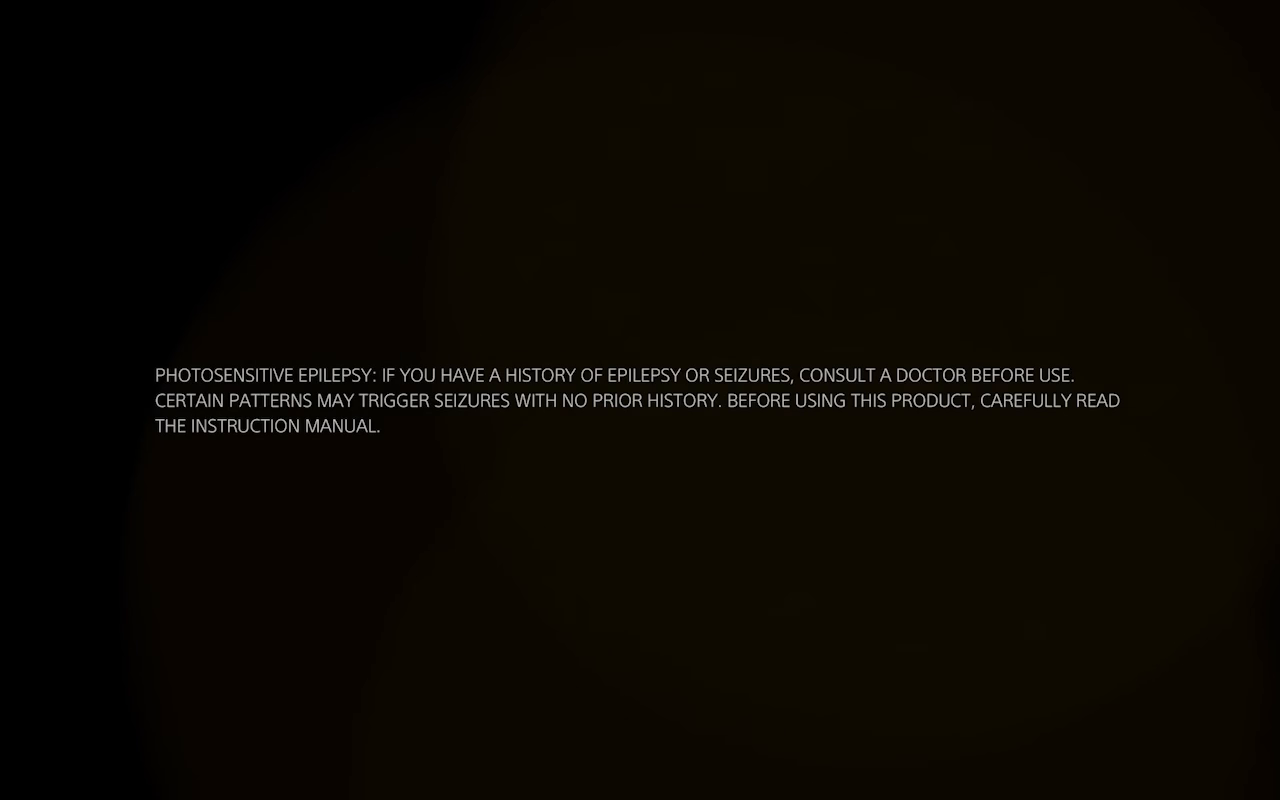 PHOTOSENSITIVE EPILEPSY: IF YOU HAVE A HISTORY OF EPILEPSY OR SEIZURES, CONSULT A DOCTOR BEFORE USE.
CERTAIN PATTERNS MAY TRIGGER SEIZURES WITH NO PRIOR HISTORY. BEFORE USING THIS PRODUCT, CAREFULLY READ
THE INSTRUCTION MANUAL.